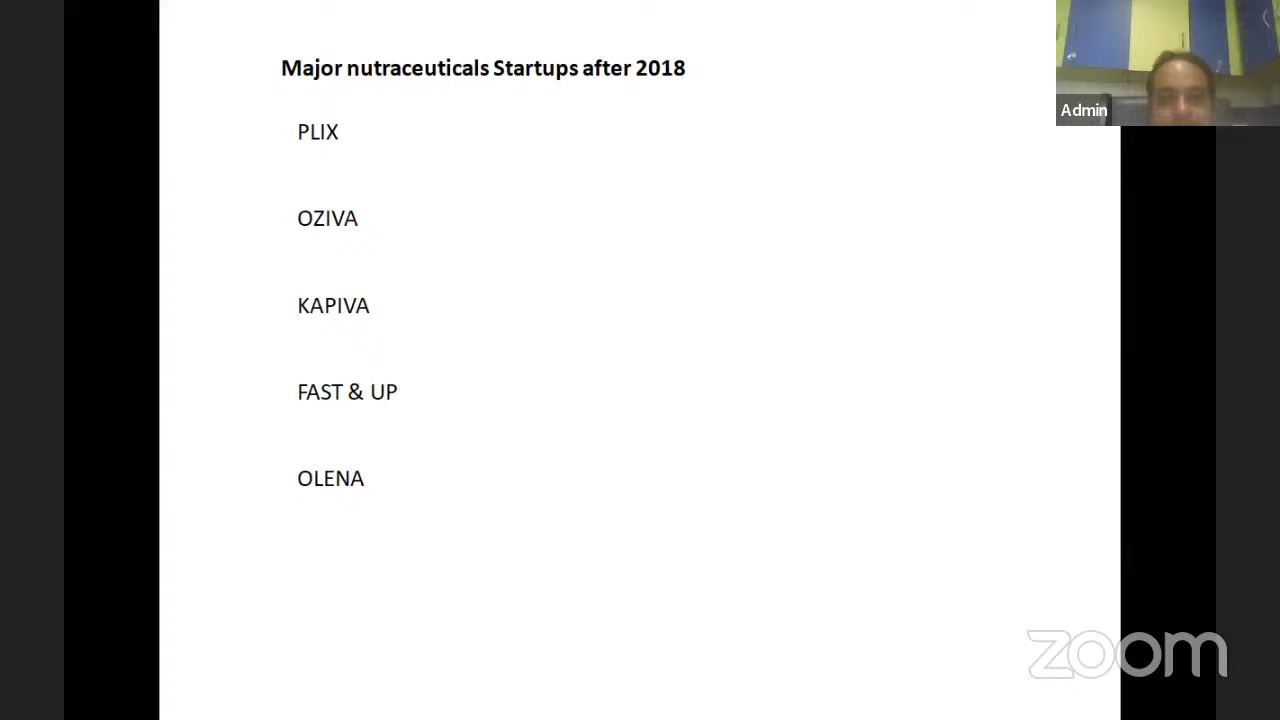 Major nutraceuticals Startups after 2018
Admin
PLIX
OZIVA
KAPIVA
FAST & UP
OLENA
zoom